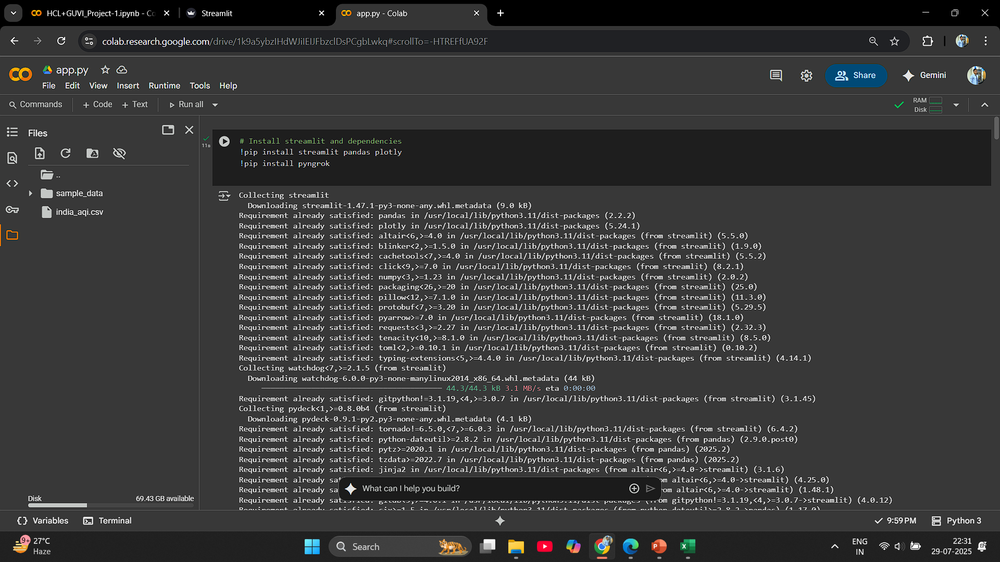 HCL+GUVI_Project-1.ipynb - Co
Streamlit
app.py - Colab
colab.research.google.com/drive/1k9a5ybzIHdWJiIEIJFbzclDsPCgbLwkq#scrollTo=-HTREFfUA92F
app.py
File Edit View Insert Runtime Tools Help
Share
Gemini
Commands + Code + Text Run all
RAM
Disk
Files
..
sample_data
india_aqi.csv
Disk 69.43 GB available
11s
# Install streamlit and dependencies
!pip install streamlit pandas plotly
!pip install pyngrok
Collecting streamlit
Downloading streamlit-1.47.1-py3-none-any.whl.metadata (9.0 kB)
Requirement already satisfied: pandas in /usr/local/lib/python3.11/dist-packages (2.2.2)
Requirement already satisfied: plotly in /usr/local/lib/python3.11/dist-packages (5.24.1)
Requirement already satisfied: altair<6,>=4.0 in /usr/local/lib/python3.11/dist-packages (from streamlit) (5.5.0)
Requirement already satisfied: blinker<2,>=1.5.0 in /usr/local/lib/python3.11/dist-packages (from streamlit) (1.9.0)
Requirement already satisfied: cachetools<7,>=4.0 in /usr/local/lib/python3.11/dist-packages (from streamlit) (5.5.2)
Requirement already satisfied: click<9,>=7.0 in /usr/local/lib/python3.11/dist-packages (from streamlit) (8.2.1)
Requirement already satisfied: numpy<3,>=1.23 in /usr/local/lib/python3.11/dist-packages (from streamlit) (2.0.2)
Requirement already satisfied: packaging<26,>=20 in /usr/local/lib/python3.11/dist-packages (from streamlit) (25.0)
Requirement already satisfied: pillow<12,>=7.1.0 in /usr/local/lib/python3.11/dist-packages (from streamlit) (11.3.0)
Requirement already satisfied: protobuf<7,>=3.20 in /usr/local/lib/python3.11/dist-packages (from streamlit) (5.29.5)
Requirement already satisfied: pyarrow>=7.0 in /usr/local/lib/python3.11/dist-packages (from streamlit) (18.1.0)
Requirement already satisfied: requests<3,>=2.27 in /usr/local/lib/python3.11/dist-packages (from streamlit) (2.32.3)
Requirement already satisfied: tenacity<10,>=8.1.0 in /usr/local/lib/python3.11/dist-packages (from streamlit) (8.5.0)
Requirement already satisfied: toml<2,>=0.10.1 in /usr/local/lib/python3.11/dist-packages (from streamlit) (0.10.2)
Requirement already satisfied: typing-extensions<5,>=4.4.0 in /usr/local/lib/python3.11/dist-packages (from streamlit) (4.14.1)
Collecting watchdog<7,>=2.1.5 (from streamlit)
Downloading watchdog-6.0.0-py3-none-manylinux2014_x86_64.whl.metadata (44 kB)
44.3/44.3 kB 3.1 MB/s eta 0:00:00
Requirement already satisfied: gitpython!=3.1.19,<4,>=3.0.7 in /usr/local/lib/python3.11/dist-packages (from streamlit) (3.1.45)
Collecting pydeck<1,>=0.8.0b4 (from streamlit)
Downloading pydeck-0.9.1-py2.py3-none-any.whl.metadata (4.1 kB)
Requirement already satisfied: tornado!=6.5.0,<7,>=6.0.3 in /usr/local/lib/python3.11/dist-packages (from streamlit) (6.4.2)
Requirement already satisfied: python-dateutil>=2.8.2 in /usr/local/lib/python3.11/dist-packages (from pandas) (2.9.0.post0)
Requirement already satisfied: pytz>=2020.1 in /usr/local/lib/python3.11/dist-packages (from pandas) (2025.2)
Requirement already satisfied: tzdata>=2022.7 in /usr/local/lib/python3.11/dist-packages (from pandas) (2025.2)
Requirement already satisfied: jinja2 in /usr/local/lib/python3.11/dist-packages (from altair<6,>=4.0->streamlit) (3.1.6)
Requirement already sat om altair<6,>=4.0->streamlit) (4.25.0)
Requirement already sa om altair<6,>=4.0->streamlit) (1.48.1)
Requirement already sa from gitpython!=3.1.19,<4,>=3.0.7->streamlit) (4.0.12)
What can I help you build?
Variables Terminal
9:59 PM Python 3
9+
27°C
Haze
Search
ENG
IN
22:31
29-07-2025